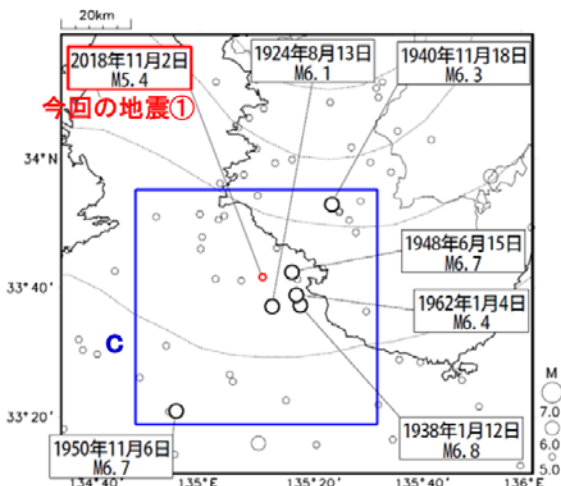 20km
2018年11月2日
M5.4
今回の地震①
1924年8月13日
M6.1
1940年11月18日
M6.3
34°N
1948年6月15日
M6.7
33°40'
1962年1月4日
M6.4
C
33°20'
1938年1月12日
M6.8
1950年11月6日
M6.7
M
7.0
6.0
5.0
134°40'
135°E
135°20'
135°40'
136°E